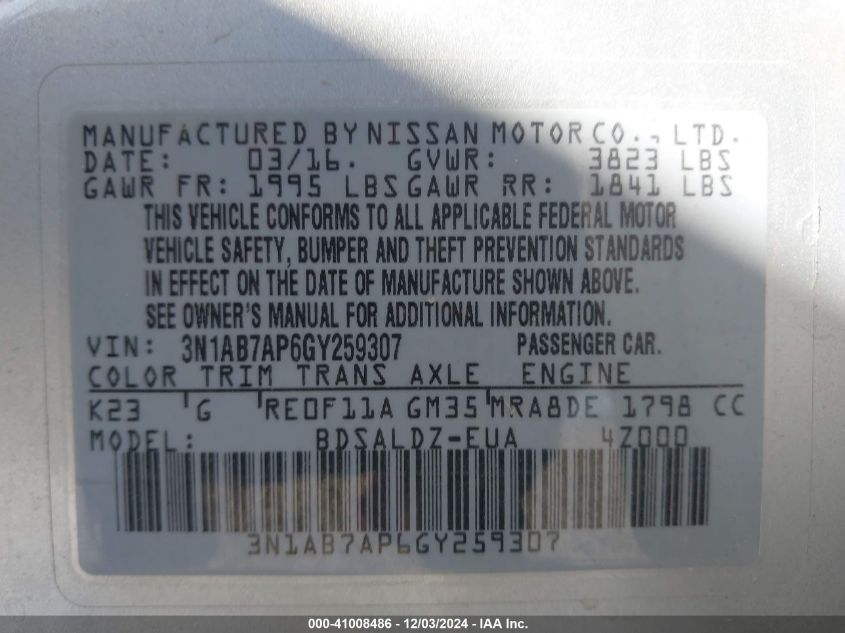 MANUFACTURED BY NISSAN MOTOR CO., LTD.
DATE: 03/16. GVWR: 3823 LBS
GAWR FR: 1995 LBS GAWR RR: 1841 LBS
THIS VEHICLE CONFORMS TO ALL APPLICABLE FEDERAL MOTOR
VEHICLE SAFETY, BUMPER AND THEFT PREVENTION STANDARDS
IN EFFECT ON THE DATE OF MANUFACTURE SHOWN ABOVE.
SEE OWNER'S MANUAL FOR ADDITIONAL INFORMATION.
VIN: 3N1AB7AP6GY259307 PASSENGER CAR.
COLOR TRIM TRANS AXLE ENGINE
K23 G RE0F11A GM35 MRA8DE 1798 CC
MODEL: BDSALDZ-EUA 4Z000
3N1AB7AP6GY259307
000-41008486 - 12/03/2024 - IAA Inc.